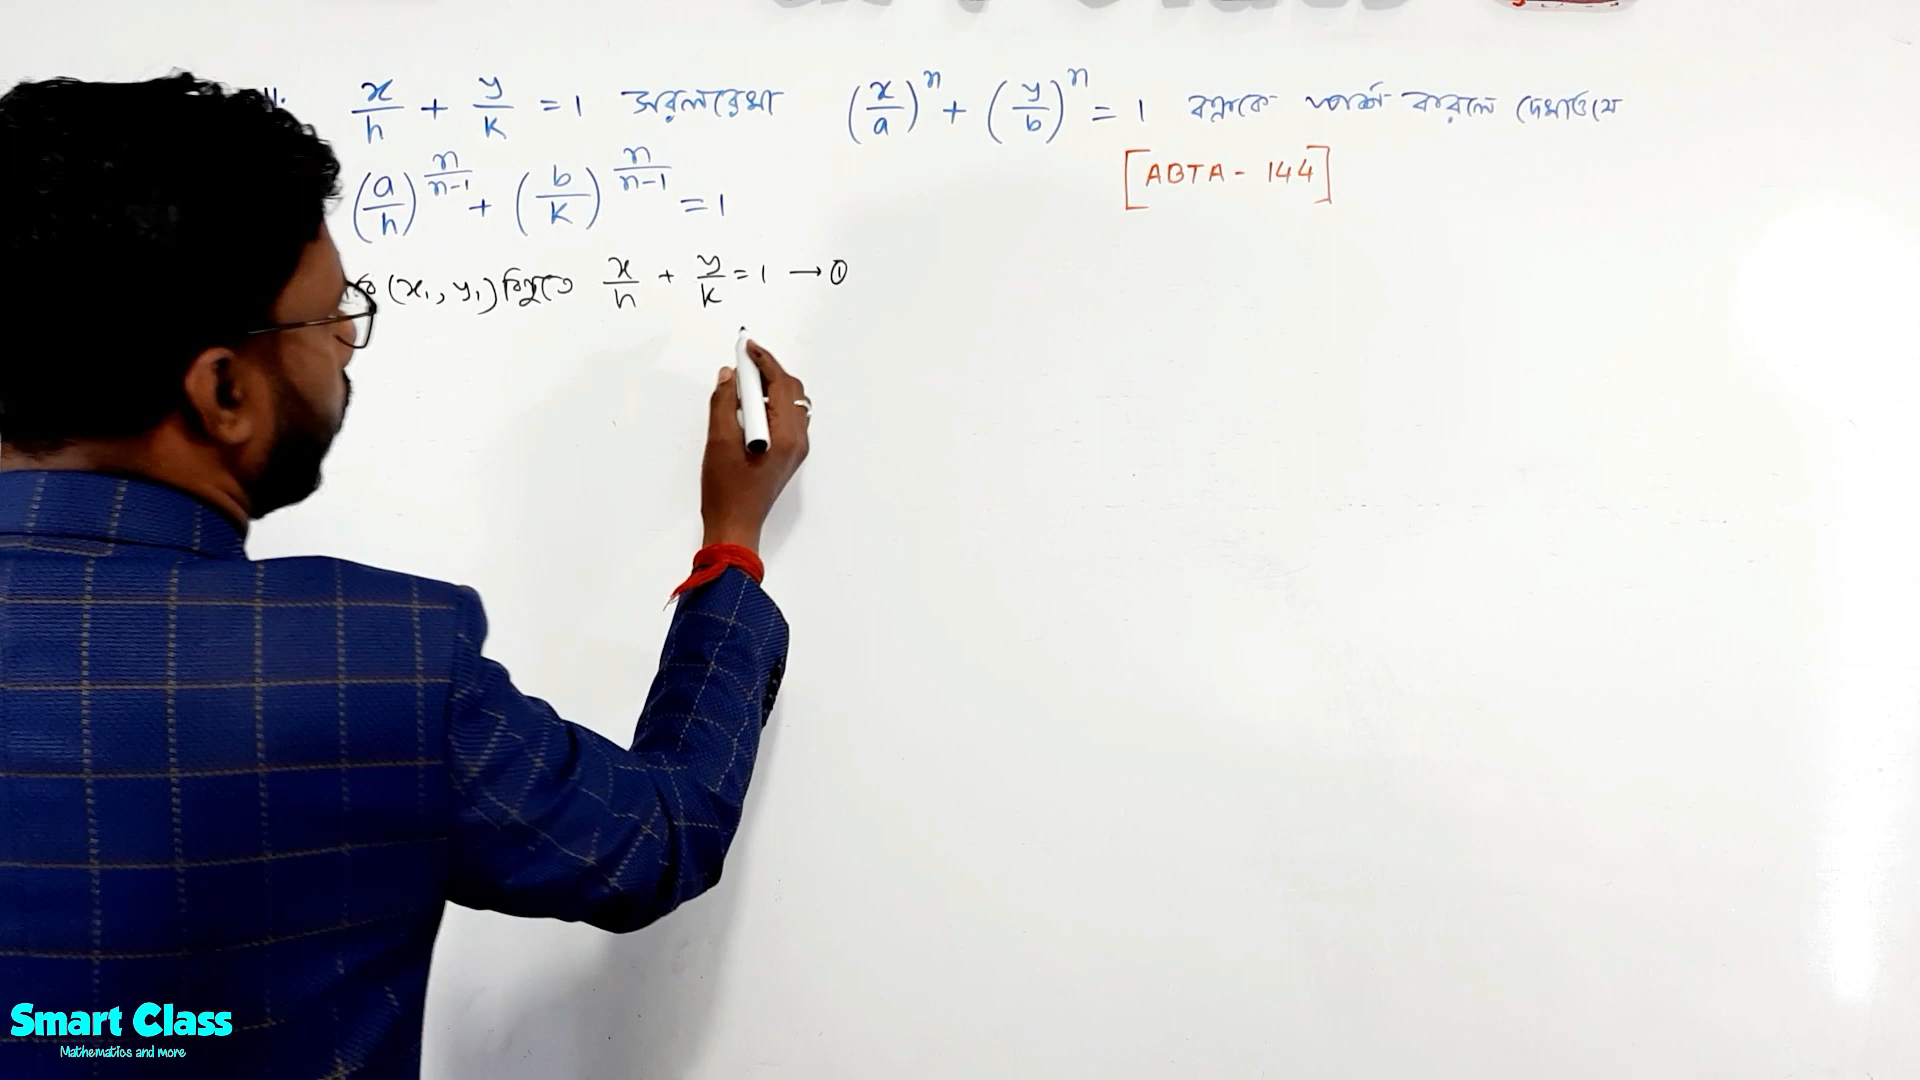 x/h + y/k = 1 সরলরেখা (x/a)^n + (y/b)^n = 1 বক্রকে স্পর্শ করলে দেখাও যে
(a/h)^(n/(n-1)) + (b/k)^(n/(n-1)) = 1
[ABTA - 144]
(x₁, y₁) বিন্দুতে x/h + y/k = 1 → ①
Smart Class
Mathematics and more